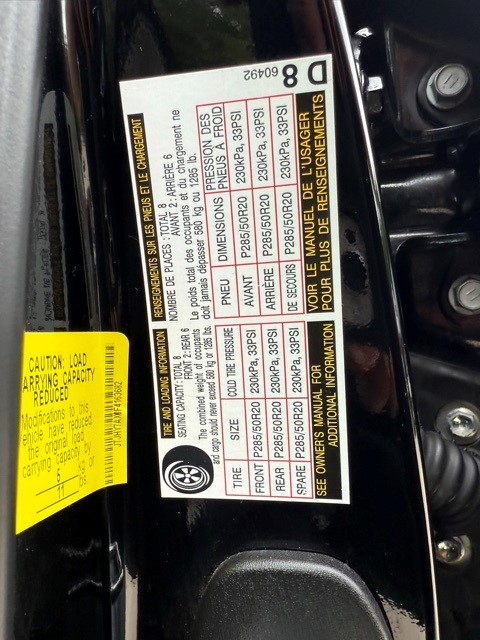 CAUTION: LOAD
CARRYING CAPACITY
REDUCED
Modifications to this
vehicle have reduced
the original load
carrying capacity by
5 kg or
11 lbs.
TIRE AND LOADING INFORMATION
SEATING CAPACITY: TOTAL 8
FRONT 2: REAR 6
The combined weight of occupants
and cargo should never exceed 580 kg or 1285 lbs.
TIRE SIZE COLD TIRE PRESSURE
FRONT P285/50R20 230kPa, 33PSI
REAR P285/50R20 230kPa, 33PSI
SPARE P285/50R20 230kPa, 33PSI
SEE OWNER'S MANUAL FOR
ADDITIONAL INFORMATION
RENSEIGNEMENTS SUR LES PNEUS ET LE CHARGEMENT
NOMBRE DE PLACES : TOTAL 8
AVANT 2 : ARRIÈRE 6
Le poids total des occupants et du chargement ne
doit jamais dépasser 580 kg ou 1285 lb.
PNEU DIMENSIONS PRESSION DES PNEUS À FROID
AVANT P285/50R20 230kPa, 33PSI
ARRIÈRE P285/50R20 230kPa, 33PSI
DE SECOURS P285/50R20 230kPa, 33PSI
VOIR LE MANUEL DE L'USAGER
POUR PLUS DE RENSEIGNEMENTS
60492
D8